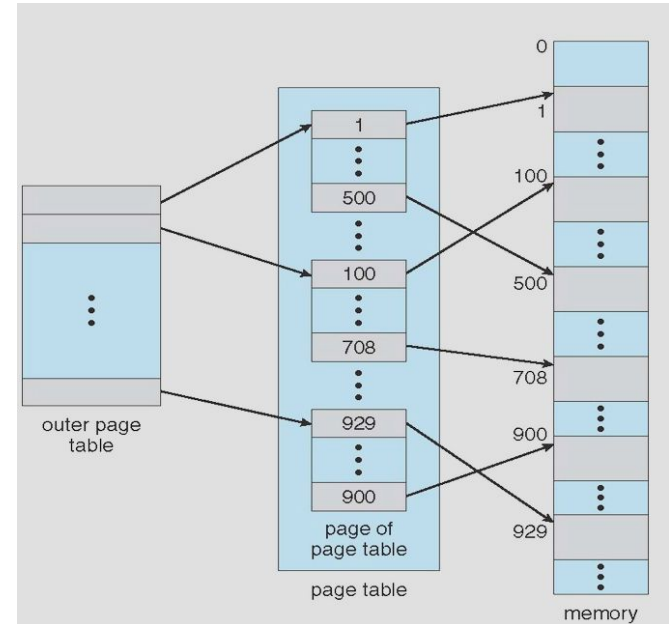 0
1
100
500
708
900
929
1
500
100
708
929
900
outer page
table
page of
page table
page table
memory